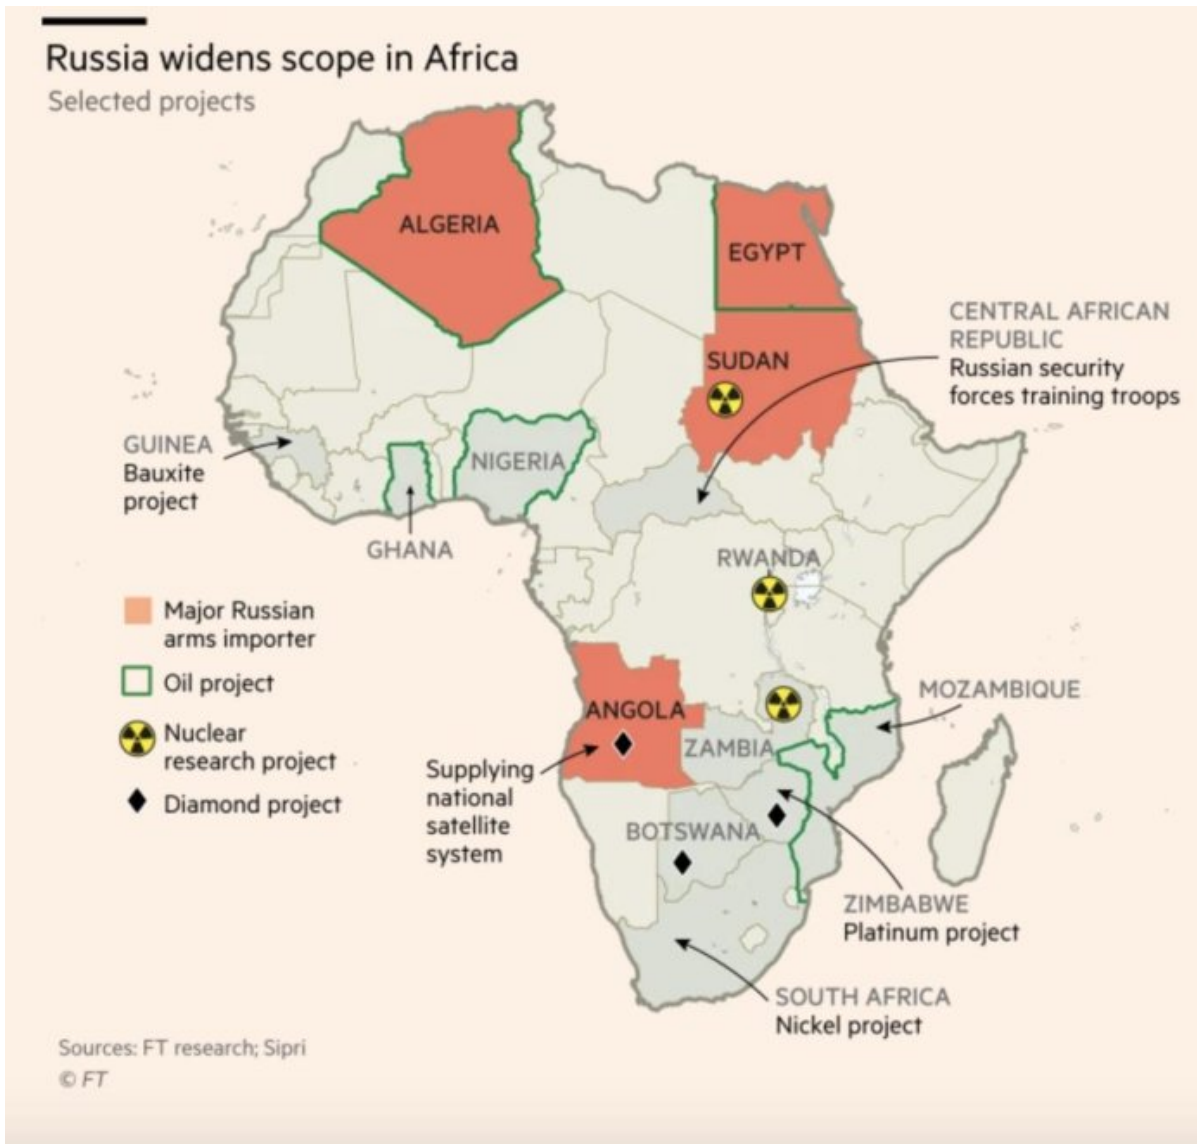 Russia widens scope in Africa
Selected projects
ALGERIA
EGYPT
CENTRAL AFRICAN
REPUBLIC
Russian security
forces training troops
SUDAN
GUINEA
Bauxite
project
NIGERIA
GHANA
RWANDA
Major Russian
arms importer
Oil project
Nuclear
research project
Diamond project
MOZAMBIQUE
ANGOLA
ZAMBIA
Supplying
national
satellite
system
BOTSWANA
ZIMBABWE
Platinum project
SOUTH AFRICA
Nickel project
Sources: FT research; Sipri
© FT